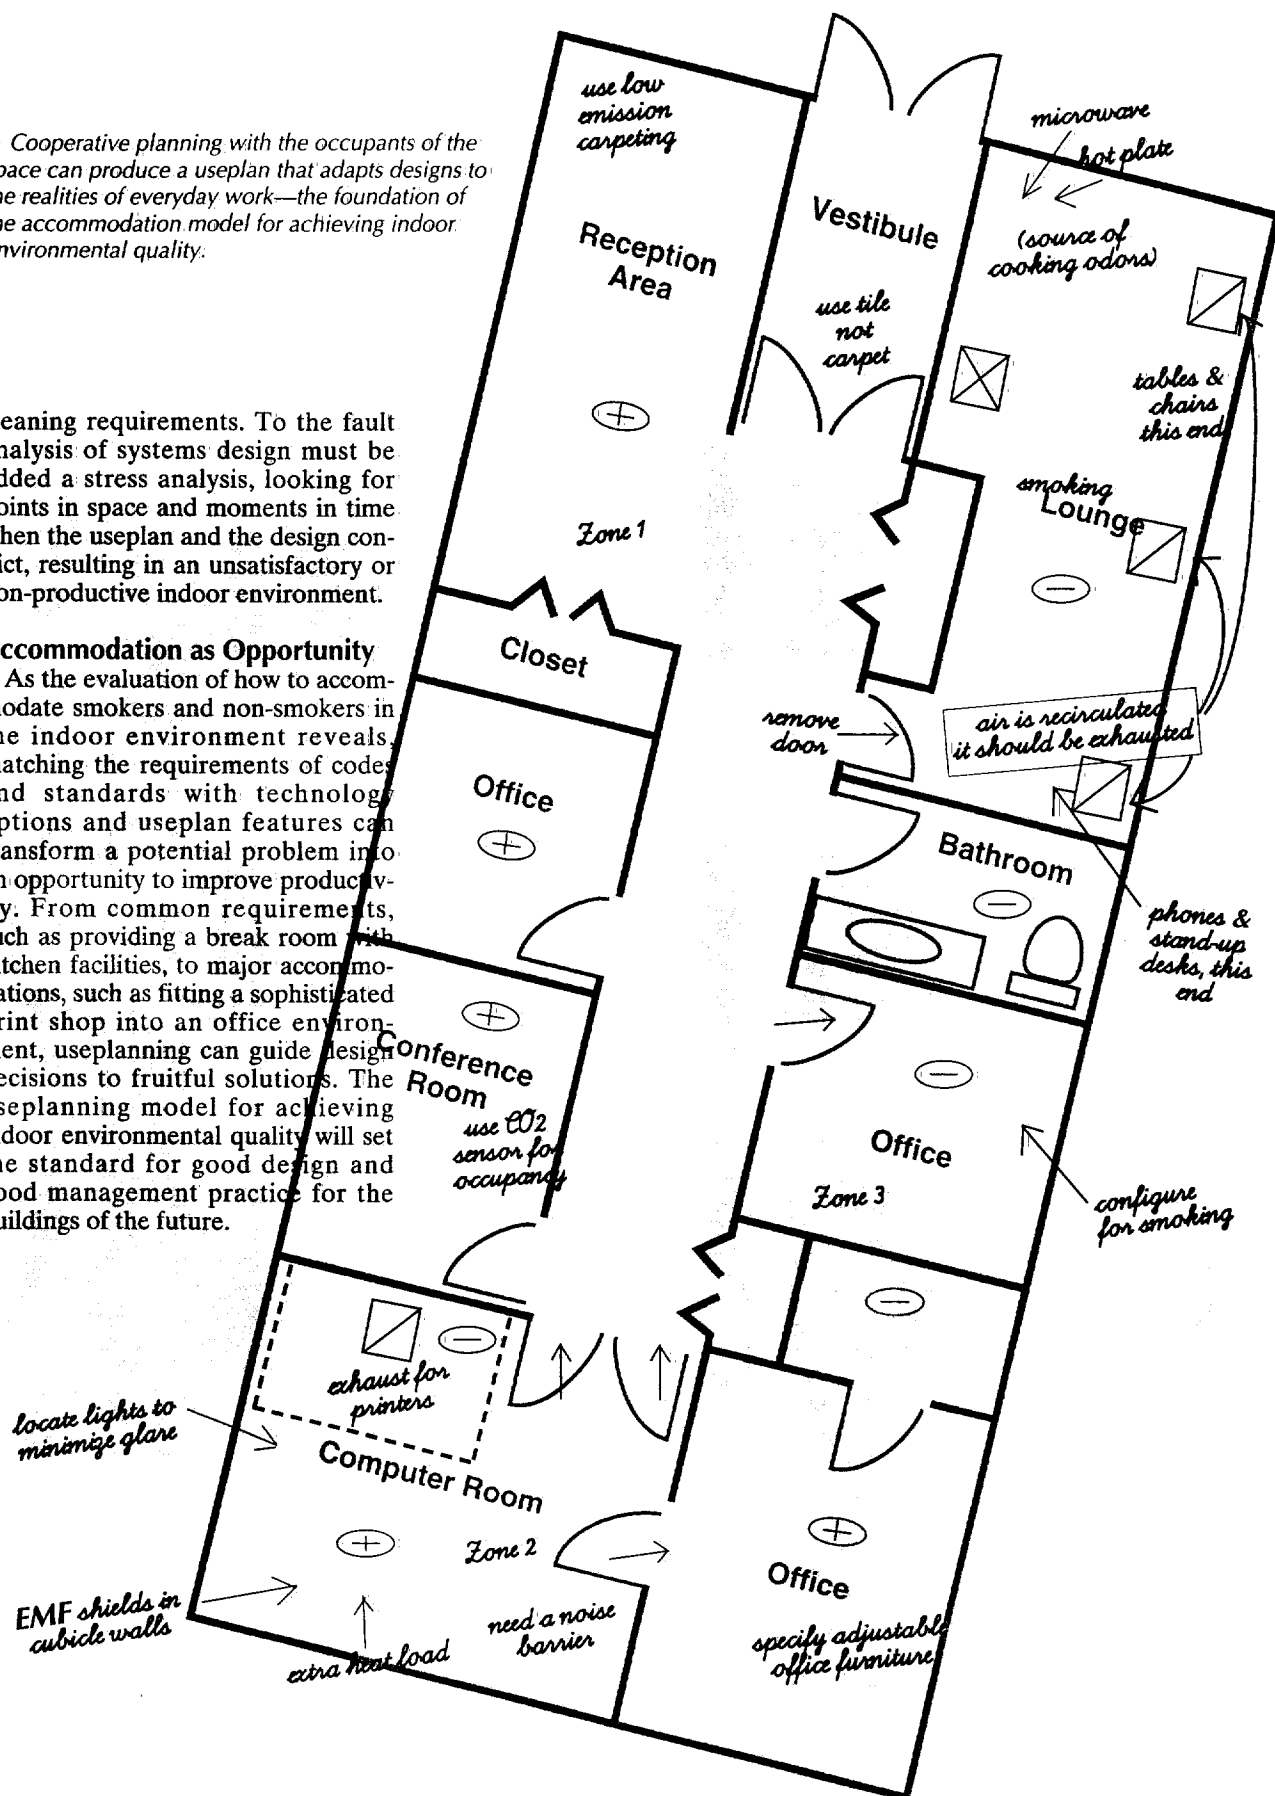 Cooperative planning with the occupants of the
pace can produce a useplan that adapts designs to
he realities of everyday work—the foundation of
he accommodation model for achieving indoor
nvironmental quality.
eaning requirements. To the fault
nalysis of systems design must be
dded a stress analysis, looking for
oints in space and moments in time
hen the useplan and the design con-
ict, resulting in an unsatisfactory or
on-productive indoor environment.
ccommodation as Opportunity
As the evaluation of how to accom-
odate smokers and non-smokers in
he indoor environment reveals,
atching the requirements of codes
nd standards with technology
ptions and useplan features can
ransform a potential problem into
n opportunity to improve productiv-
y. From common requirements,
uch as providing a break room with
itchen facilities, to major accommo-
ations, such as fitting a sophisticated
rint shop into an office environ-
ent, useplanning can guide design
ecisions to fruitful solutions. The
seplanning model for achieving
door environmental quality will set
he standard for good design and
ood management practice for the
uildings of the future.
use low
emission
carpeting
Reception
Area
Zone 1
Vestibule
use tile
not
carpet
microwave
hot plate
(source of
cooking odors)
tables &
chairs
this end
smoking
Lounge
Closet
remove
door
air is recirculated
it should be exhausted
Office
Bathroom
phones &
stand-up
desks, this
end
Conference
Room
use CO2
sensor for
occupancy
Office
Zone 3
configure
for smoking
exhaust for
printers
locate lights to
minimize glare
Computer Room
Zone 2
EMF shields in
cubicle walls
extra heat load
need a noise
barrier
Office
specify adjustable
office furniture